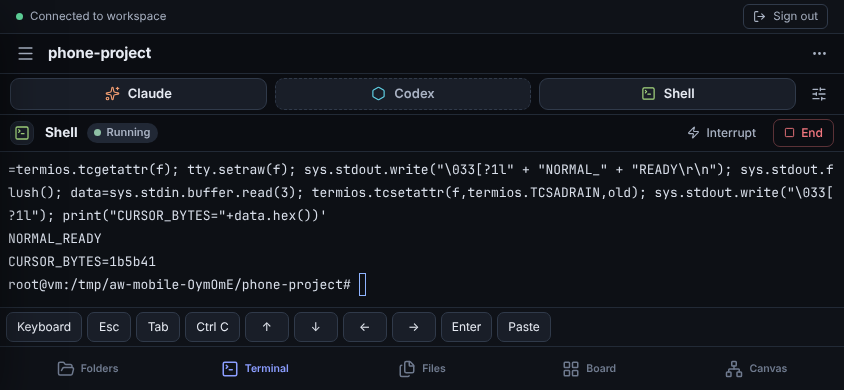 Connected to workspace
Sign out
phone-project
Claude
Codex
Shell
Shell
Running
Interrupt
End
=termios.tcgetattr(f); tty.setraw(f); sys.stdout.write("\033[?1l" + "NORMAL_" + "READY\r\n"); sys.stdout.f
lush(); data=sys.stdin.buffer.read(3); termios.tcsetattr(f,termios.TCSADRAIN,old); sys.stdout.write("\033[
?1l"); print("CURSOR_BYTES="+data.hex())'
NORMAL_READY
CURSOR_BYTES=1b5b41
root@vm:/tmp/aw-mobile-OymOmE/phone-project#
Keyboard
Esc
Tab
Ctrl C
↑
↓
←
→
Enter
Paste
Folders
Terminal
Files
Board
Canvas